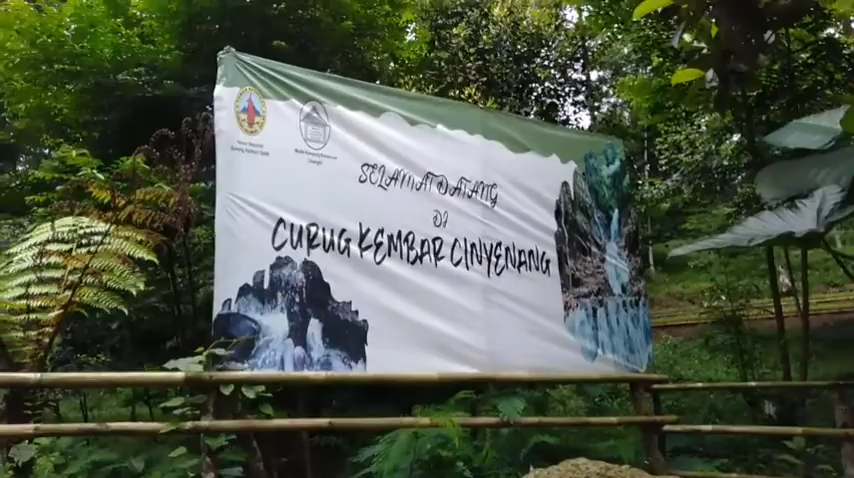 SELAMAT DATANG
DI
CURUG KEMBAR CINYENANG